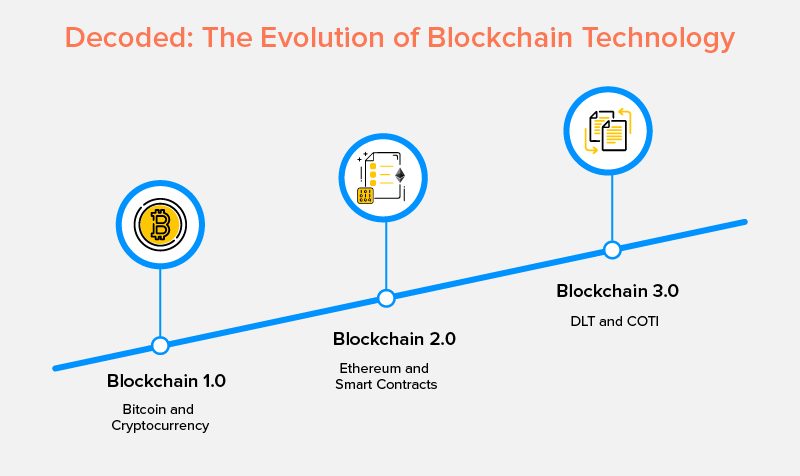 Decoded: The Evolution of Blockchain Technology
Blockchain 1.0
Bitcoin and
Cryptocurrency
Blockchain 2.0
Ethereum and
Smart Contracts
Blockchain 3.0
DLT and COTI